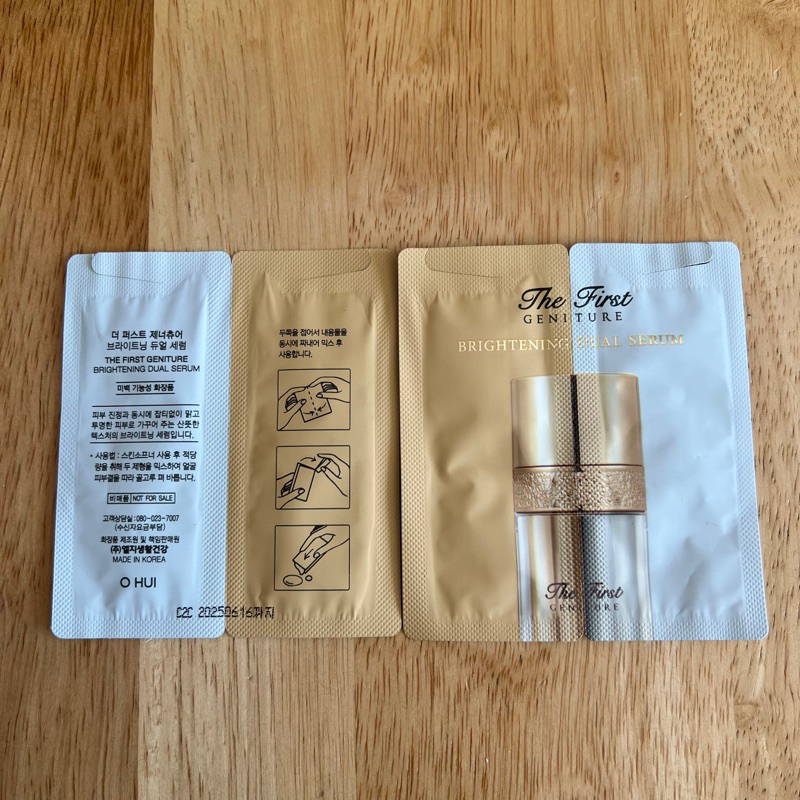 더 퍼스트 제너츄어
브라이트닝 듀얼 세럼
THE FIRST GENITURE
BRIGHTENING DUAL SERUM
미백 기능성 화장품
피부 진정과 동시에 잡티없이 맑고
투명한 피부로 가꾸어 주는 산뜻한
텍스처의 브라이트닝 세럼입니다.
• 사용법 : 스킨소프너 사용 후 적당
량을 취해 두 제형을 믹스하여 얼굴
피부결을 따라 골고루 펴 바릅니다.
비매품 NOT FOR SALE
고객상담실 : 080-023-7007
(수신자요금부담)
화장품 제조원 및 책임판매원
(주)엘지생활건강
MADE IN KOREA
O HUI
C2C 20250616까지
두쪽을 접어서 내용물을
동시에 짜내어 믹스 후
사용합니다.
The First
GENITURE
BRIGHTENING DUAL SERUM
The First
GENITURE